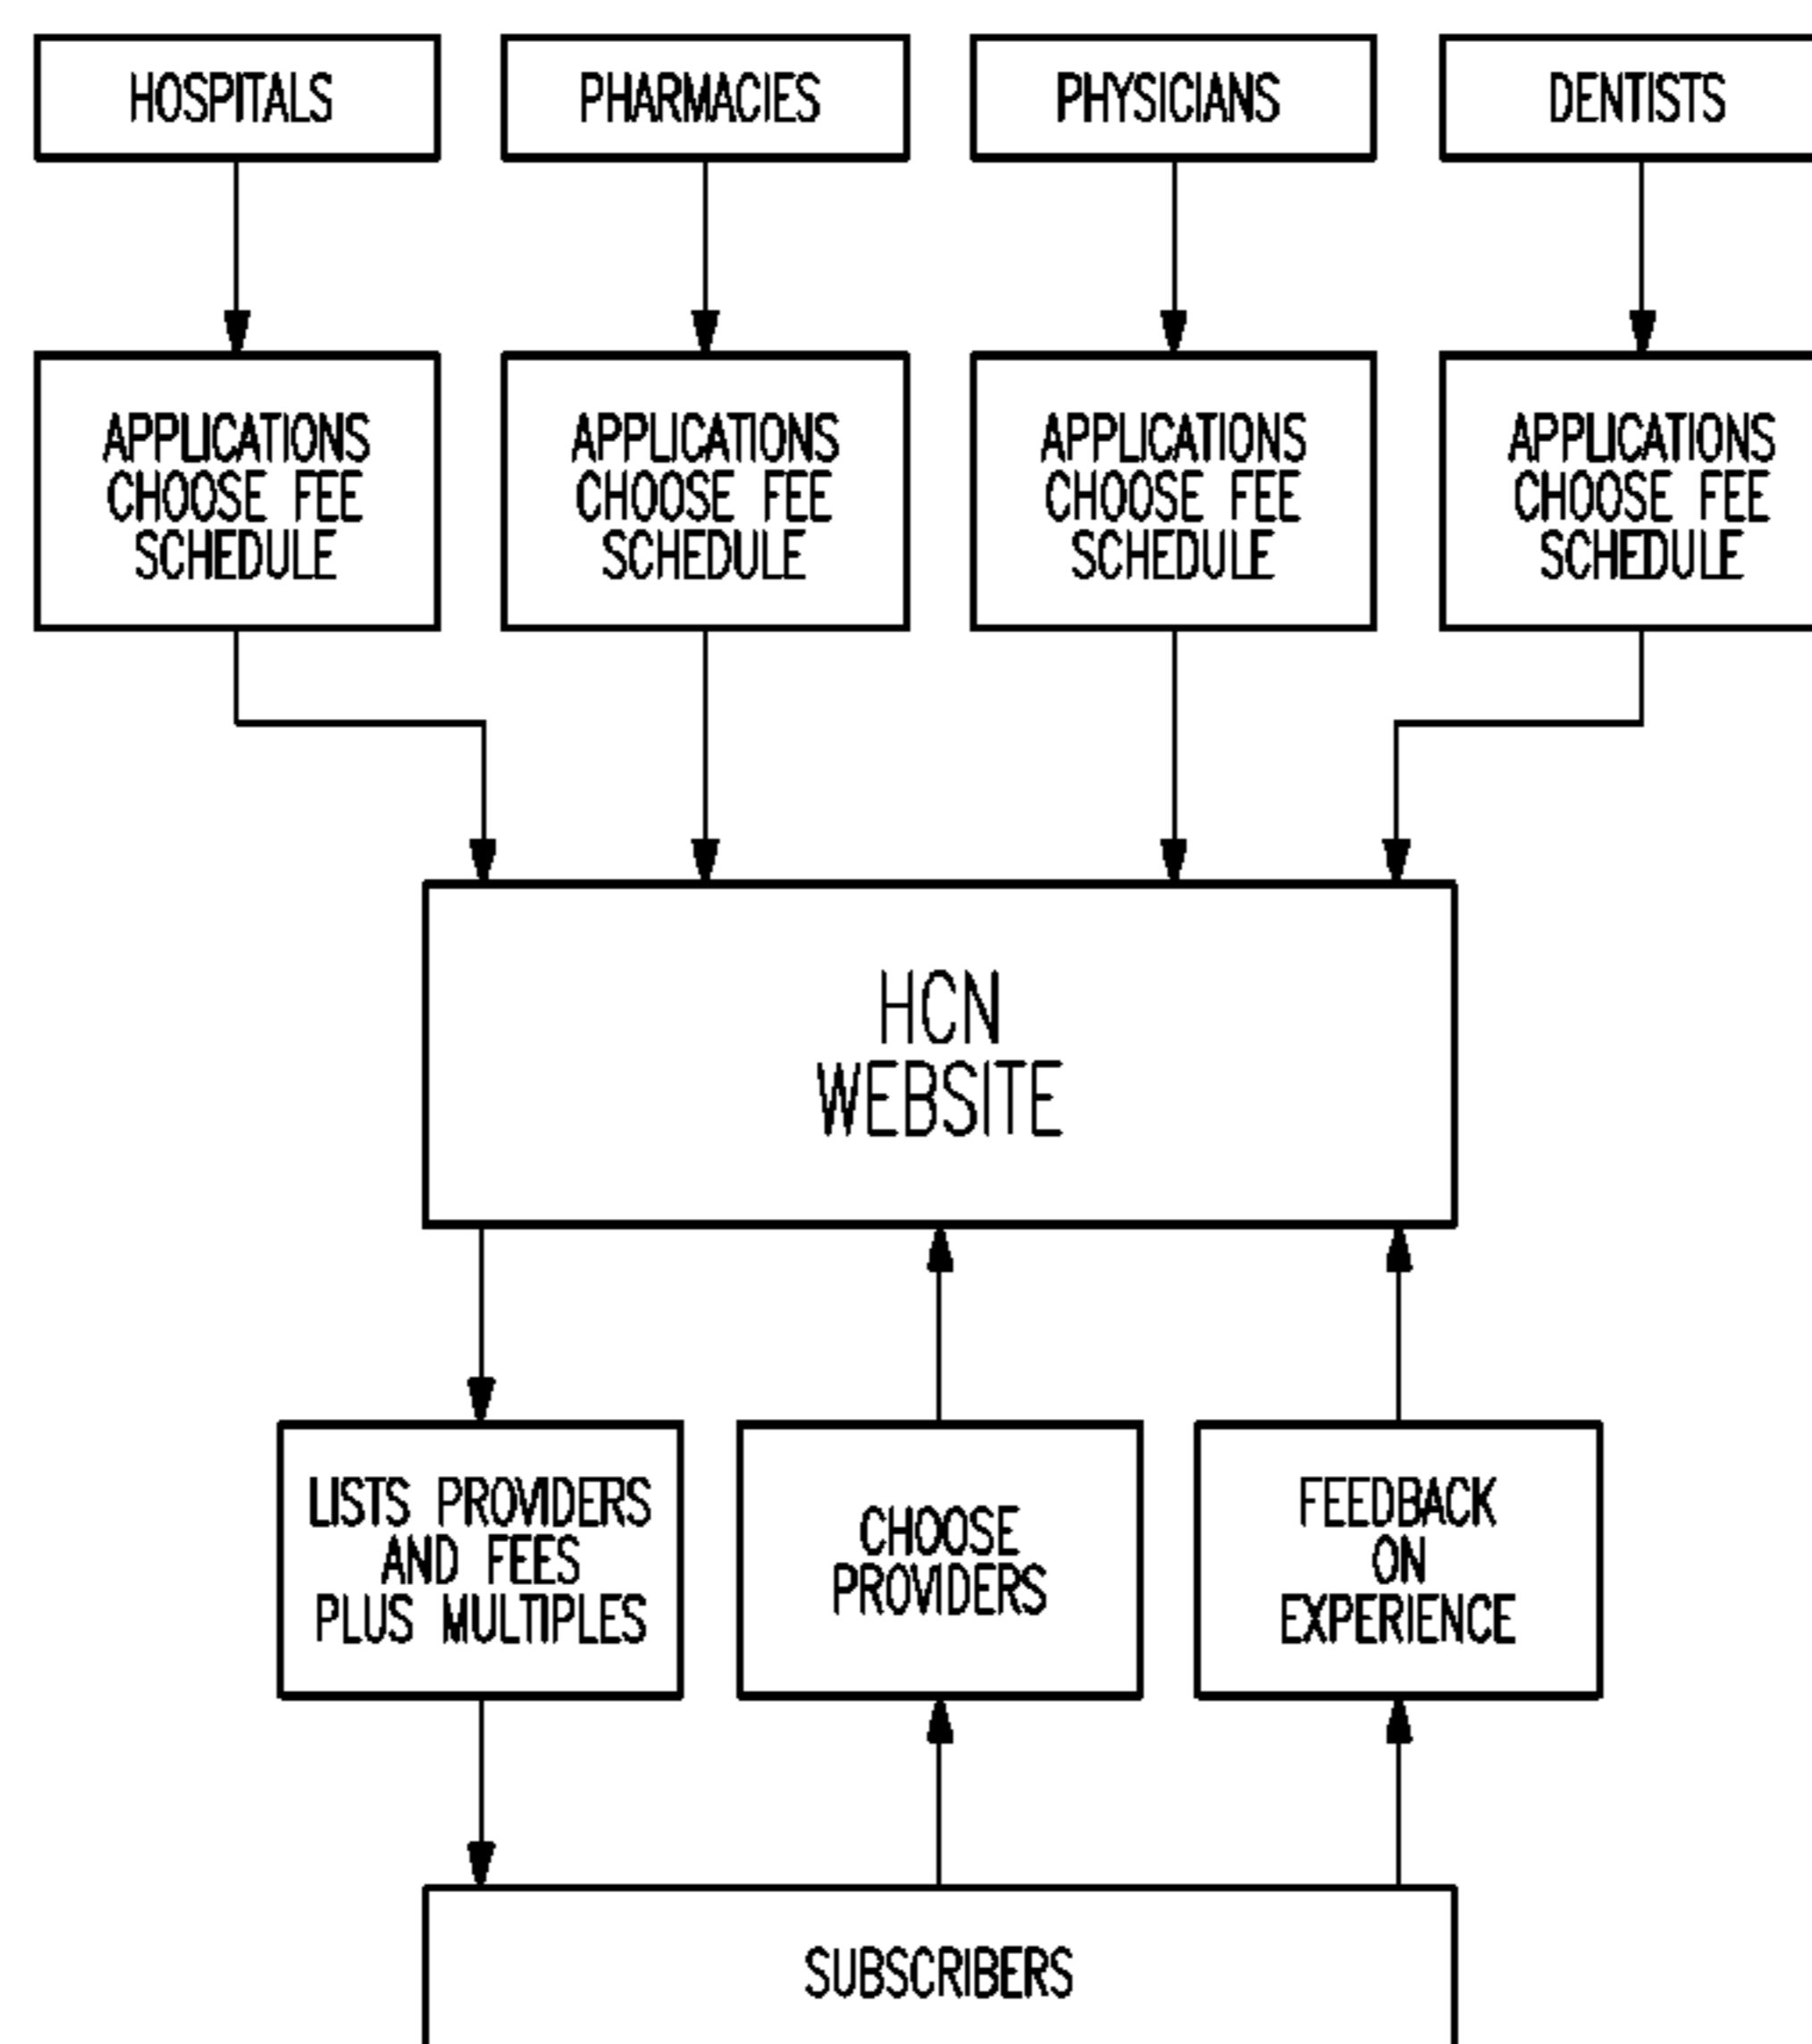 HOSPITALS
PHARMACIES
PHYSICIANS
DENTISTS
APPLICATIONS
CHOOSE FEE
SCHEDULE
APPLICATIONS
CHOOSE FEE
SCHEDULE
APPLICATIONS
CHOOSE FEE
SCHEDULE
APPLICATIONS
CHOOSE FEE
SCHEDULE
HCN
WEBSITE
LISTS PROVIDERS
AND FEES
PLUS MULTIPLES
CHOOSE
PROVIDERS
FEEDBACK
ON
EXPERIENCE
SUBSCRIBERS